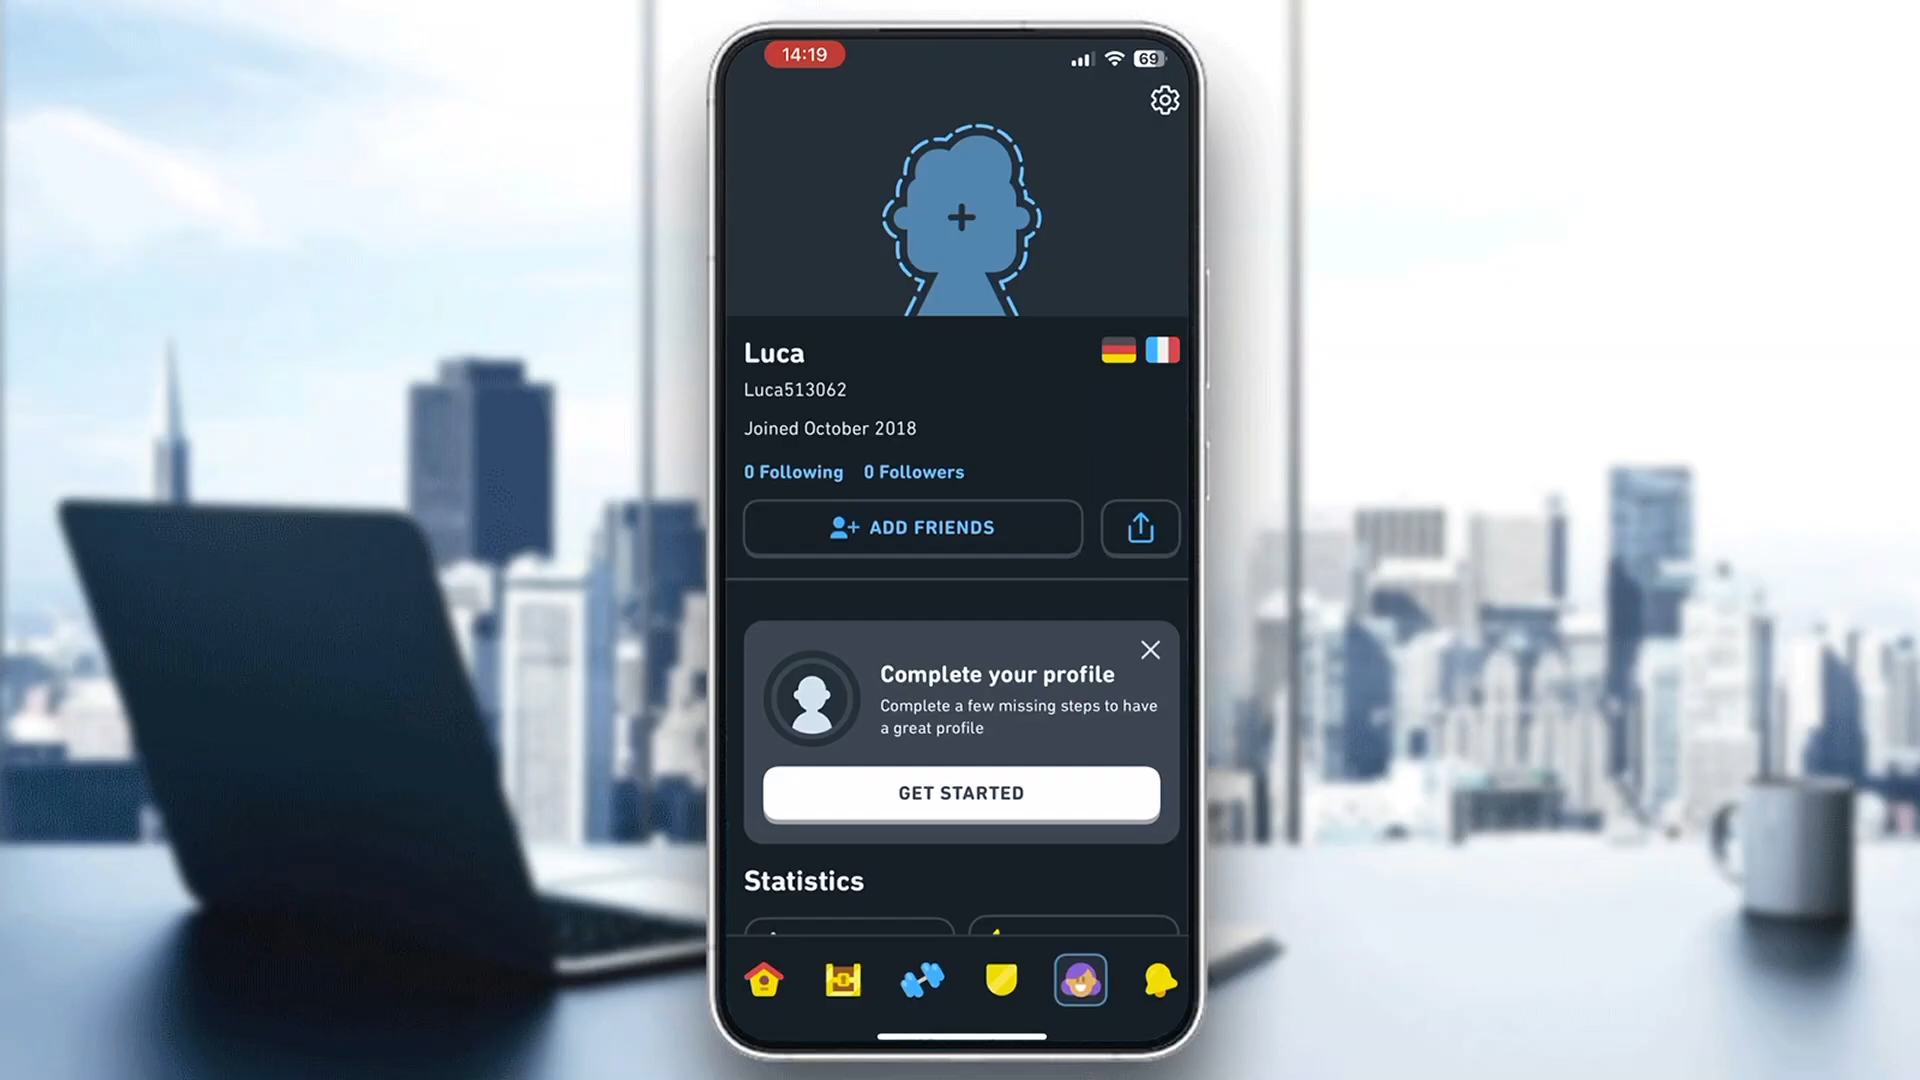 14:19
69
Luca
Luca513062
Joined October 2018
0 Following 0 Followers
ADD FRIENDS
Complete your profile
Complete a few missing steps to have
a great profile
GET STARTED
Statistics